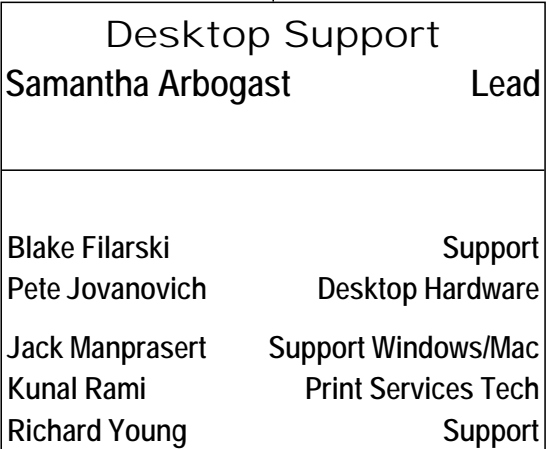 Desktop Support
Samantha Arbogast Lead
Blake Filarski Support
Pete Jovanovich Desktop Hardware
Jack Manprasert Support Windows/Mac
Kunal Rami Print Services Tech
Richard Young Support